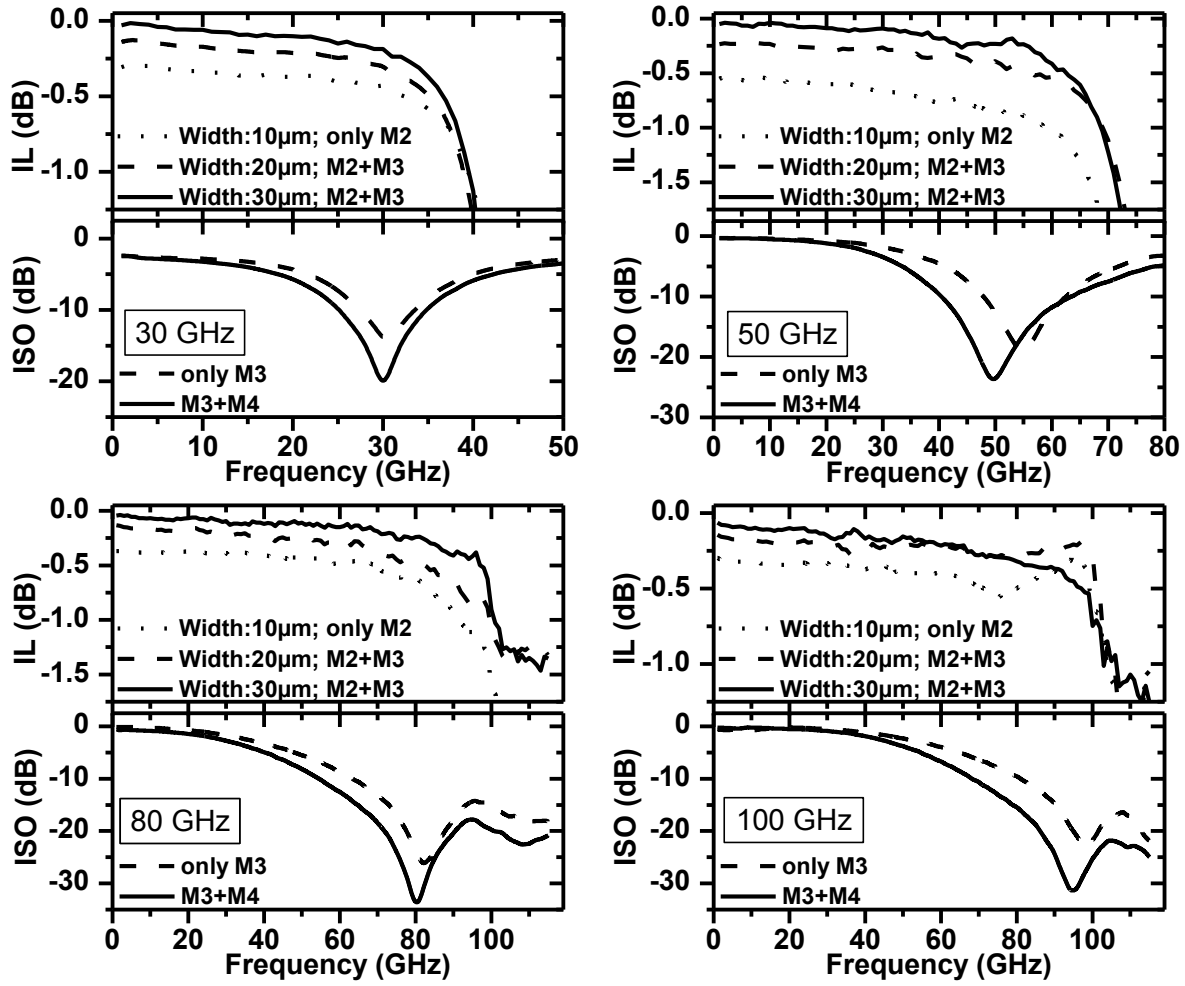 0.0
-0.5
-1.0
IL (dB)
Width:10µm; only M2
Width:20µm; M2+M3
Width:30µm; M2+M3
0
-10
-20
ISO (dB)
30 GHz
only M3
M3+M4
0 10 20 30 40 50
Frequency (GHz)
0.0
-0.5
-1.0
-1.5
IL (dB)
Width:10µm; only M2
Width:20µm; M2+M3
Width:30µm; M2+M3
0
-10
-20
-30
ISO (dB)
50 GHz
only M3
M3+M4
0 10 20 30 40 50 60 70 80
Frequency (GHz)
0.0
-0.5
-1.0
-1.5
IL (dB)
Width:10µm; only M2
Width:20µm; M2+M3
Width:30µm; M2+M3
0
-10
-20
-30
ISO (dB)
80 GHz
only M3
M3+M4
0 20 40 60 80 100
Frequency (GHz)
0.0
-0.5
-1.0
IL (dB)
Width:10µm; only M2
Width:20µm; M2+M3
Width:30µm; M2+M3
0
-10
-20
-30
ISO (dB)
100 GHz
only M3
M3+M4
0 20 40 60 80 100
Frequency (GHz)